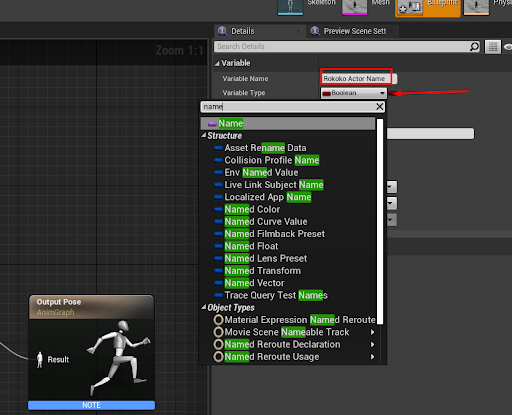 Skeleton
Mesh
Blueprint
Zoom 1:1
Details
Preview Scene Sett
Search Details
Variable
Variable Name
Rokoko Actor Name
Variable Type
Boolean
name
Name
Structure
Asset Rename Data
Collision Profile Name
Env Named Value
Live Link Subject Name
Localized App Name
Named Color
Named Curve Value
Named Filmback Preset
Named Float
Named Lens Preset
Named Transform
Named Vector
Trace Query Test Names
Object Types
Material Expression Named Reroute
Movie Scene Nameable Track
Named Reroute Declaration
Named Reroute Usage
Output Pose
AnimGraph
Result
NOTE